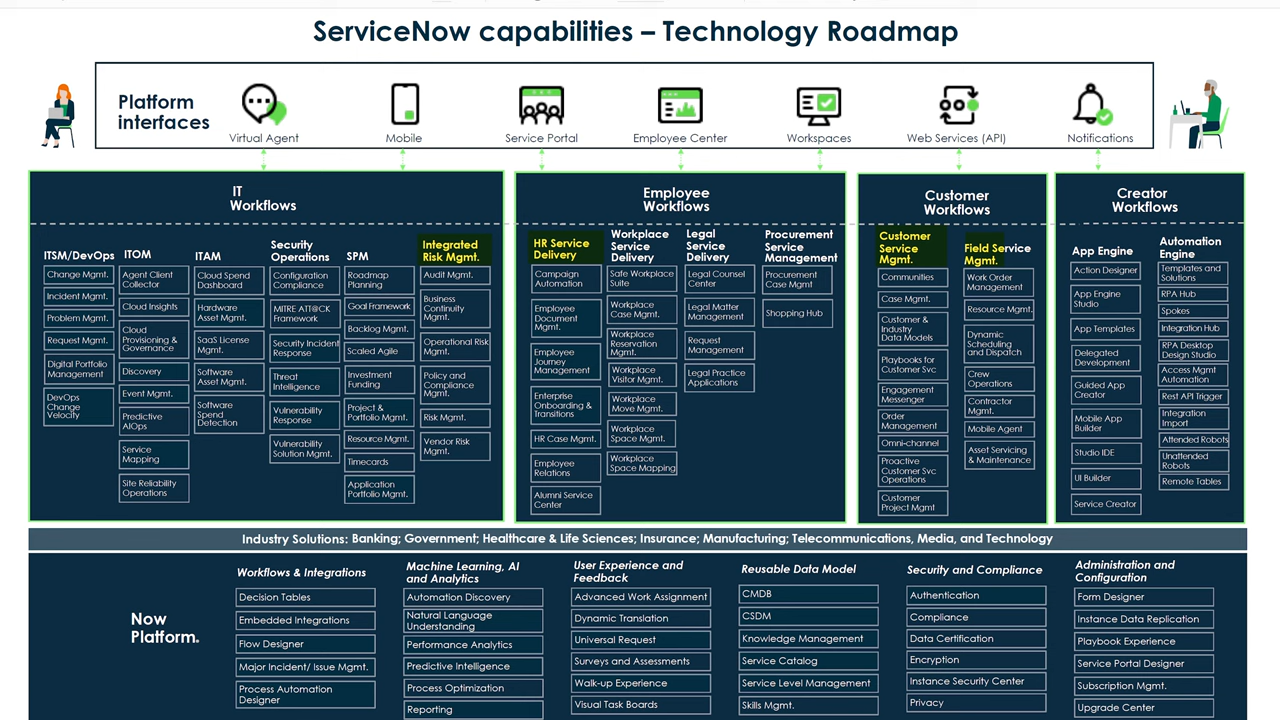 ServiceNow capabilities – Technology Roadmap
Platform
interfaces
Virtual Agent
Mobile
Service Portal
Employee Center
Workspaces
Web Services (API)
Notifications
IT
Workflows
ITSM/DevOps
Change Mgmt.
Incident Mgmt.
Problem Mgmt.
Request Mgmt.
Digital Portfolio
Management
DevOps
Change
Velocity
ITOM
Agent Client
Collector
Cloud Insights
Cloud
Provisioning &
Governance
Discovery
Event Mgmt.
Predictive
AIOps
Service
Mapping
Site Reliability
Operations
ITAM
Cloud Spend
Dashboard
Hardware
Asset Mgmt.
SaaS License
Mgmt.
Software
Asset Mgmt.
Software
Spend
Detection
Security
Operations
Configuration
Compliance
MITRE ATT@CK
Framework
Security Incident
Response
Threat
Intelligence
Vulnerability
Response
Vulnerability
Solution Mgmt.
SPM
Roadmap
Planning
Goal Framework
Backlog Mgmt.
Scaled Agile
Investment
Funding
Project &
Portfolio Mgmt.
Resource Mgmt.
Timecards
Application
Portfolio Mgmt.
Integrated
Risk Mgmt.
Audit Mgmt.
Business
Continuity
Mgmt.
Operational Risk
Mgmt.
Policy and
Compliance
Mgmt.
Risk Mgmt.
Vendor Risk
Mgmt.
Employee
Workflows
HR Service
Delivery
Campaign
Automation
Employee
Document
Mgmt.
Employee
Journey
Management
Enterprise
Onboarding &
Transitions
HR Case Mgmt.
Employee
Relations
Alumni Service
Center
Workplace
Service
Delivery
Safe Workplace
Suite
Workplace
Case Mgmt.
Workplace
Reservation
Mgmt.
Workplace
Visitor Mgmt.
Workplace
Move Mgmt.
Workplace
Space Mgmt.
Workplace
Space Mapping
Legal
Service
Delivery
Legal Counsel
Center
Legal Matter
Management
Request
Management
Legal Practice
Applications
Procurement
Service
Management
Procurement
Case Mgmt
Shopping Hub
Customer
Workflows
Customer
Service
Mgmt.
Communities
Case Mgmt.
Customer &
Industry
Data Models
Playbooks for
Customer Svc
Engagement
Messenger
Order
Management
Omni-channel
Proactive
Customer Svc
Operations
Customer
Project Mgmt
Field Service
Mgmt.
Work Order
Management
Resource Mgmt.
Dynamic
Scheduling
and Dispatch
Crew
Operations
Contractor
Mgmt.
Mobile Agent
Asset Servicing
& Maintenance
Creator
Workflows
App Engine
Action Designer
App Engine
Studio
App Templates
Delegated
Development
Guided App
Creator
Mobile App
Builder
Studio IDE
UI Builder
Service Creator
Automation
Engine
Templates and
Solutions
RPA Hub
Spokes
Integration Hub
RPA Desktop
Design Studio
Access Mgmt
Automation
Rest API Trigger
Integration
Import
Attended Robots
Unattended
Robots
Remote Tables
Industry Solutions: Banking; Government; Healthcare & Life Sciences; Insurance; Manufacturing; Telecommunications, Media, and Technology
Now
Platform.
Workflows & Integrations
Decision Tables
Embedded Integrations
Flow Designer
Major Incident/ Issue Mgmt.
Process Automation
Designer
Machine Learning, AI
and Analytics
Automation Discovery
Natural Language
Understanding
Performance Analytics
Predictive Intelligence
Process Optimization
Reporting
User Experience and
Feedback
Advanced Work Assignment
Dynamic Translation
Universal Request
Surveys and Assessments
Walk-up Experience
Visual Task Boards
Reusable Data Model
CMDB
CSDM
Knowledge Management
Service Catalog
Service Level Management
Skills Mgmt.
Security and Compliance
Authentication
Compliance
Data Certification
Encryption
Instance Security Center
Privacy
Administration and
Configuration
Form Designer
Instance Data Replication
Playbook Experience
Service Portal Designer
Subscription Mgmt.
Upgrade Center